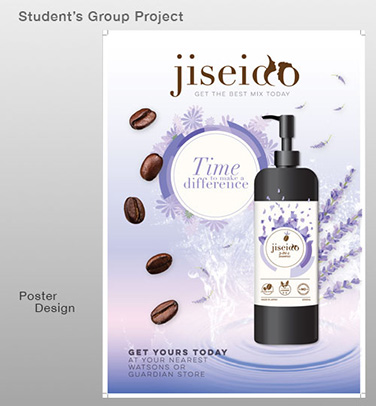 Student's Group Project
jiseido
GET THE BEST MIX TODAY
Time
to make a
difference
jiseido
Poster
Design
GET YOURS TODAY
AT YOUR NEAREST
WATSONS OR
GUARDIAN STORE